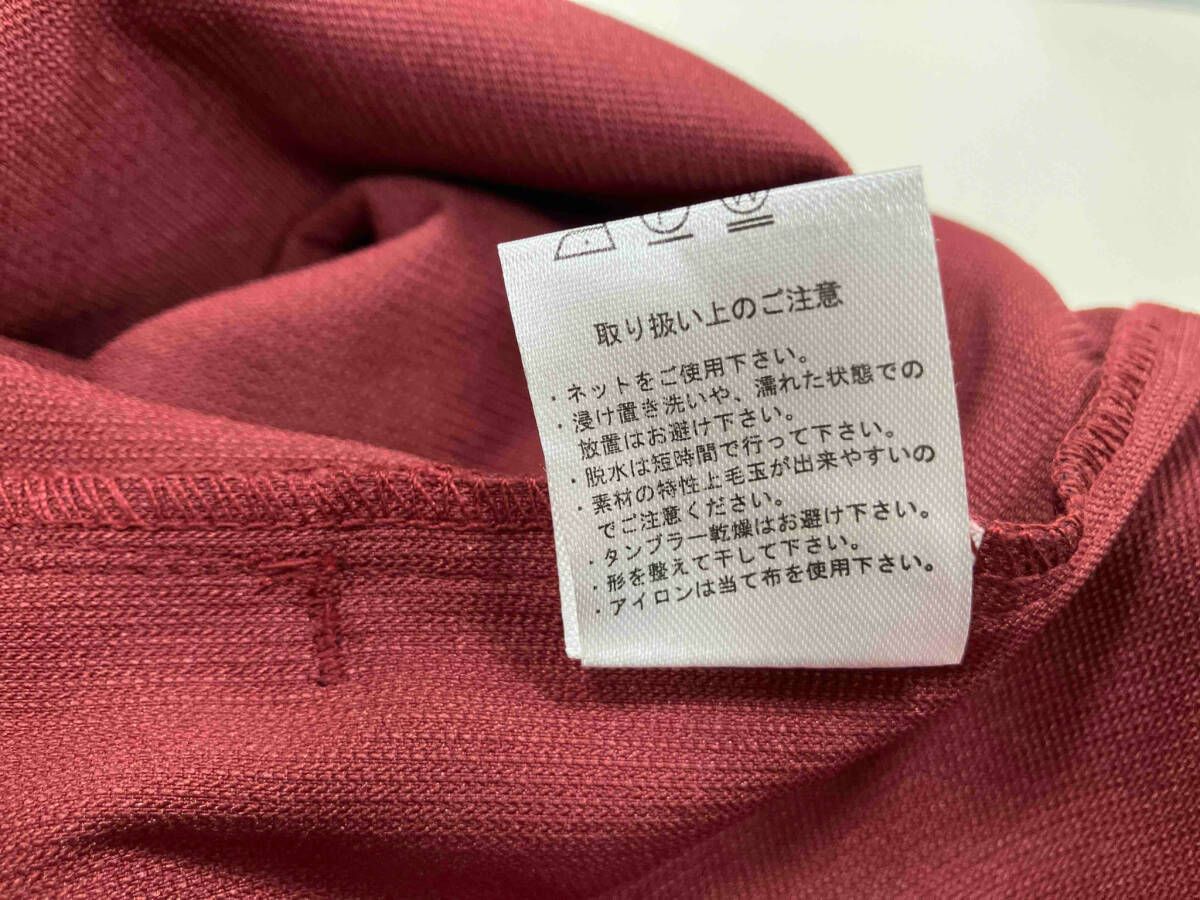 取り扱い上のご注意
・ネットをご使用下さい。
・浸け置き洗いや、濡れた状態での
放置はお避け下さい。
・脱水は短時間で行って下さい。
・素材の特性上毛玉が出来やすいの
でご注意ください。
・タンブラー乾燥はお避け下さい。
・形を整えて干して下さい。
・アイロンは当て布を使用下さい。